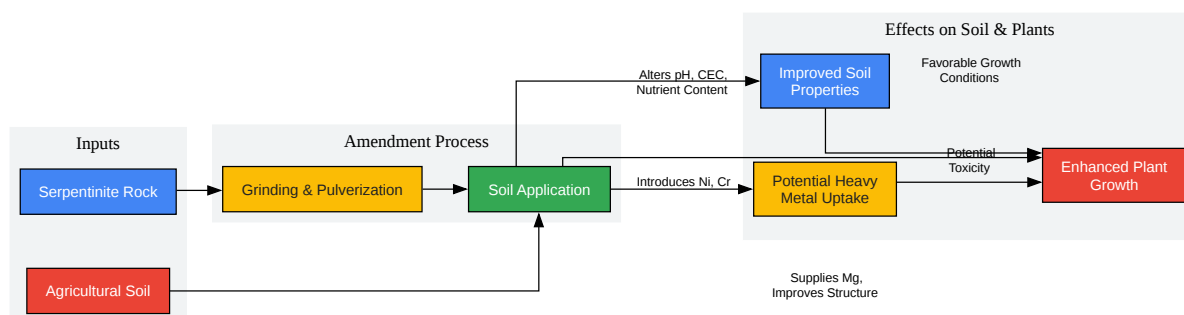 Effects on Soil & Plants
Alters pH, CEC,
Nutrient Content
Improved Soil
Properties
Favorable Growth
Conditions
Inputs
Amendment Process
Serpentinite Rock
Grinding & Pulverization
Soil Application
Introduces Ni, Cr
Potential Heavy
Metal Uptake
Potential
Toxicity
Enhanced Plant
Growth
Agricultural Soil
Supplies Mg,
Improves Structure